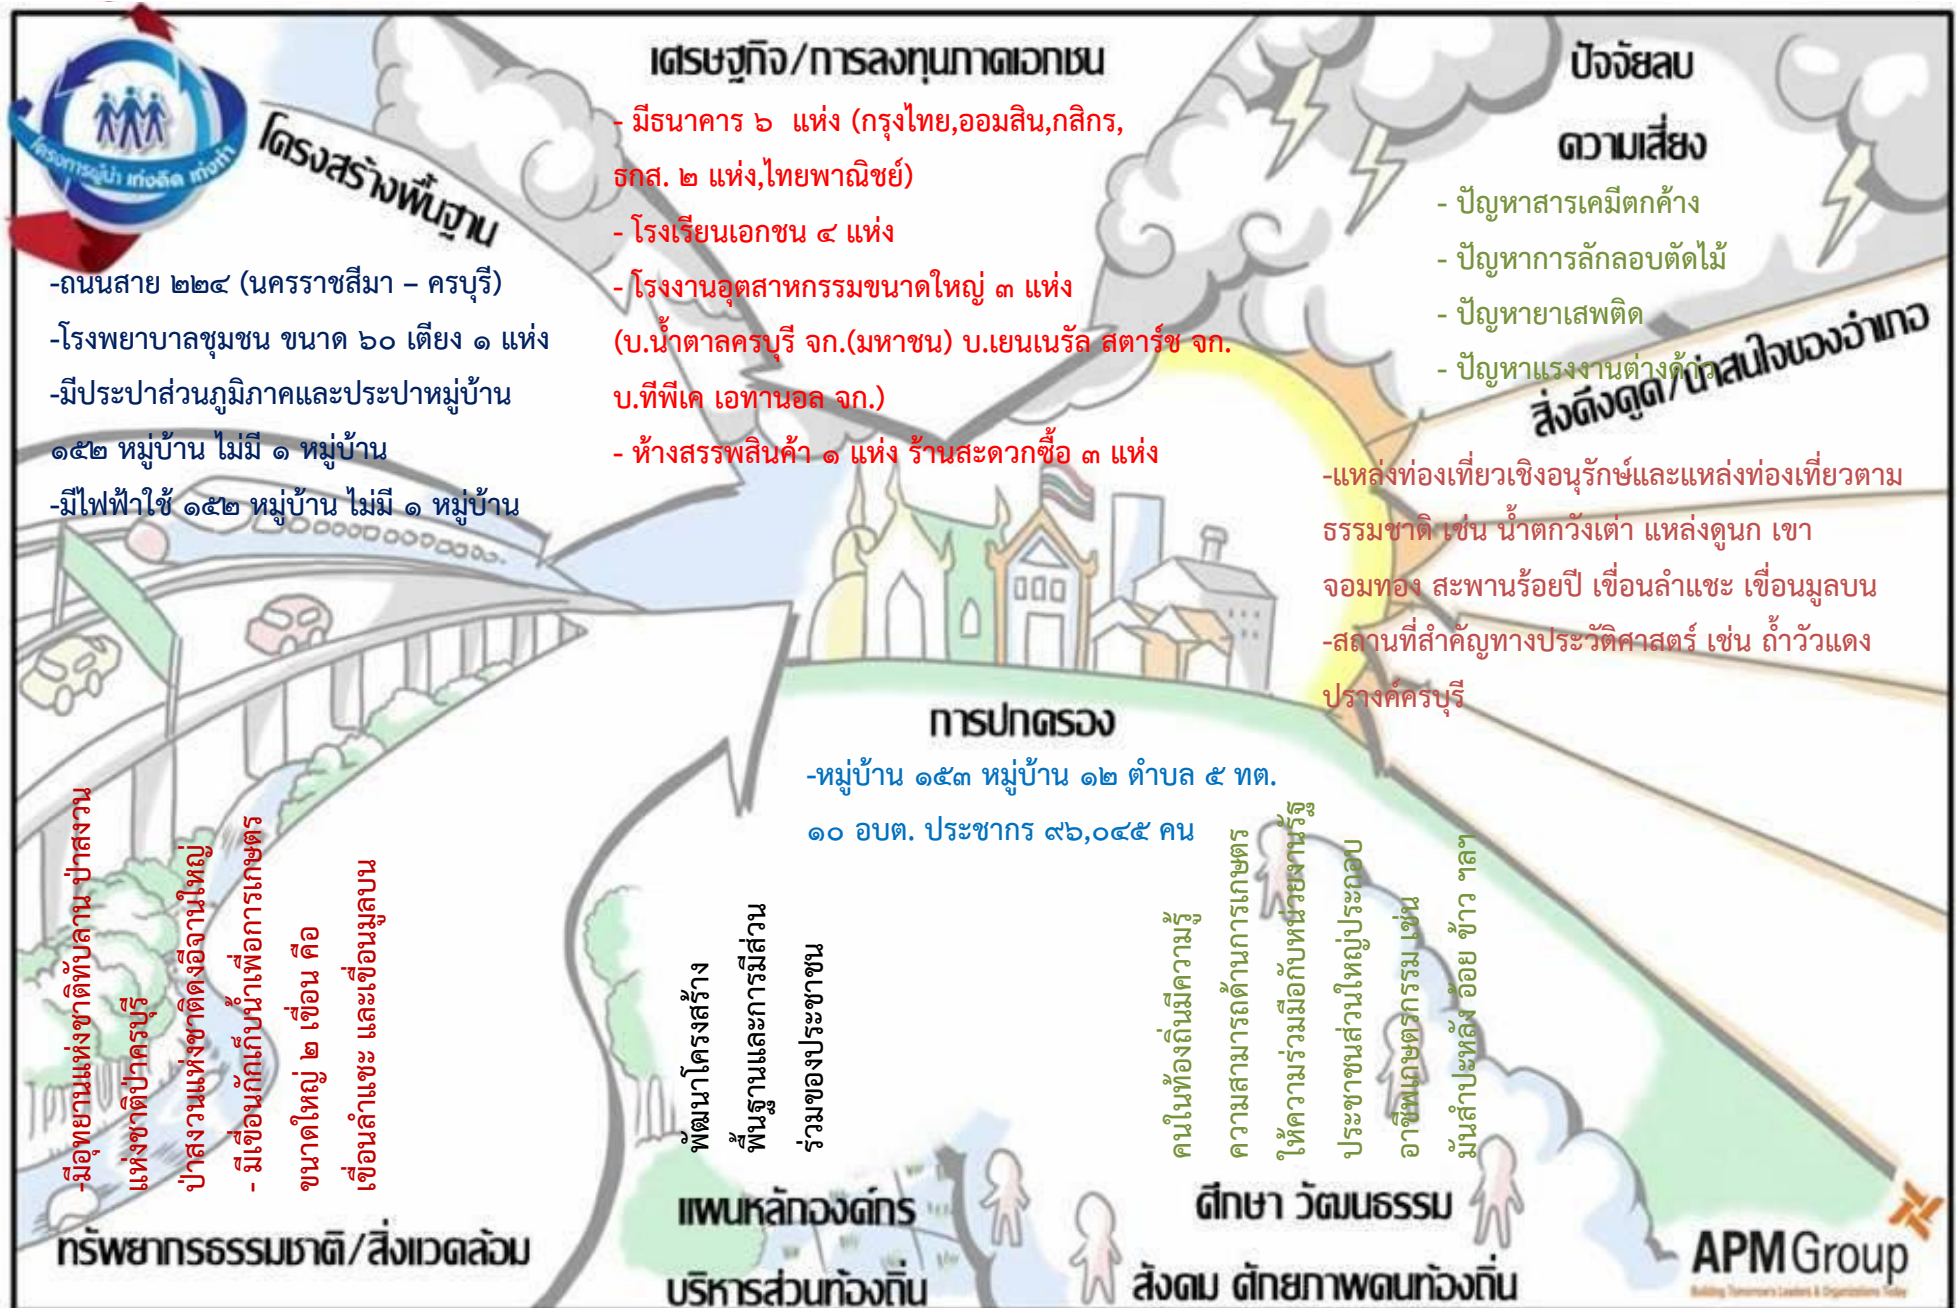 โครงการผู้นำ เก่งคิด เก่งทำ
โครงสร้างพื้นฐาน
-ถนนสาย ๒๒๔ (นครราชสีมา – ครบุรี)
-โรงพยาบาลชุมชน ขนาด ๖๐ เตียง ๑ แห่ง
-มีประปาส่วนภูมิภาคและประปาหมู่บ้าน
๑๕๒ หมู่บ้าน ไม่มี ๑ หมู่บ้าน
-มีไฟฟ้าใช้ ๑๕๒ หมู่บ้าน ไม่มี ๑ หมู่บ้าน
เศรษฐกิจ/การลงทุนภาคเอกชน
- มีธนาคาร ๖ แห่ง (กรุงไทย,ออมสิน,กสิกร,
ธกส. ๒ แห่ง,ไทยพาณิชย์)
- โรงเรียนเอกชน ๔ แห่ง
- โรงงานอุตสาหกรรมขนาดใหญ่ ๓ แห่ง
(บ.น้ำตาลครบุรี จก.(มหาชน) บ.เยนเนรัล สตาร์ช จก.
บ.ทีพีเค เอทานอล จก.)
- ห้างสรรพสินค้า ๑ แห่ง ร้านสะดวกซื้อ ๓ แห่ง
ปัจจัยลบ
ความเสี่ยง
- ปัญหาสารเคมีตกค้าง
- ปัญหาการลักลอบตัดไม้
- ปัญหายาเสพติด
- ปัญหาแรงงานต่างด้าว
สิ่งดึงดูด/น่าสนใจของอำเภอ
-แหล่งท่องเที่ยวเชิงอนุรักษ์และแหล่งท่องเที่ยวตาม
ธรรมชาติ เช่น น้ำตกวังเต่า แหล่งดูนก เขา
จอมทอง สะพานร้อยปี เขื่อนลำแชะ เขื่อนมูลบน
-สถานที่สำคัญทางประวัติศาสตร์ เช่น ถ้ำวัวแดง
ปรางค์ครบุรี
การปกครอง
-หมู่บ้าน ๑๕๓ หมู่บ้าน ๑๒ ตำบล ๕ ทต.
๑๐ อบต. ประชากร ๙๖,๐๔๕ คน
-มีอุทยานแห่งชาติทับลาน ป่าสงวน
แห่งชาติป่าครบุรี
ป่าสงวนแห่งชาติดงอีจานใหญ่
- มีเขื่อนกักเก็บน้ำเพื่อการเกษตร
ขนาดใหญ่ ๒ เขื่อน คือ
เขื่อนลำแชะ และเขื่อนมูลบน
ทรัพยากรธรรมชาติ/สิ่งแวดล้อม
พัฒนาโครงสร้าง
พื้นฐานและการมีส่วน
ร่วมของประชาชน
แผนหลักองค์กร
บริหารส่วนท้องถิ่น
คนในท้องถิ่นมีความรู้
ความสามารถด้านการเกษตร
ให้ความร่วมมือกับหน่วยงานรัฐ
ประชาชนส่วนใหญ่ประกอบ
อาชีพเกษตรกรรม เช่น
มันสำปะหลัง อ้อย ข้าว ฯลฯ
ศึกษา วัฒนธรรม
สังคม ศักยภาพคนท้องถิ่น
APM Group
Building Tomorrow's Leaders & Organizations Today